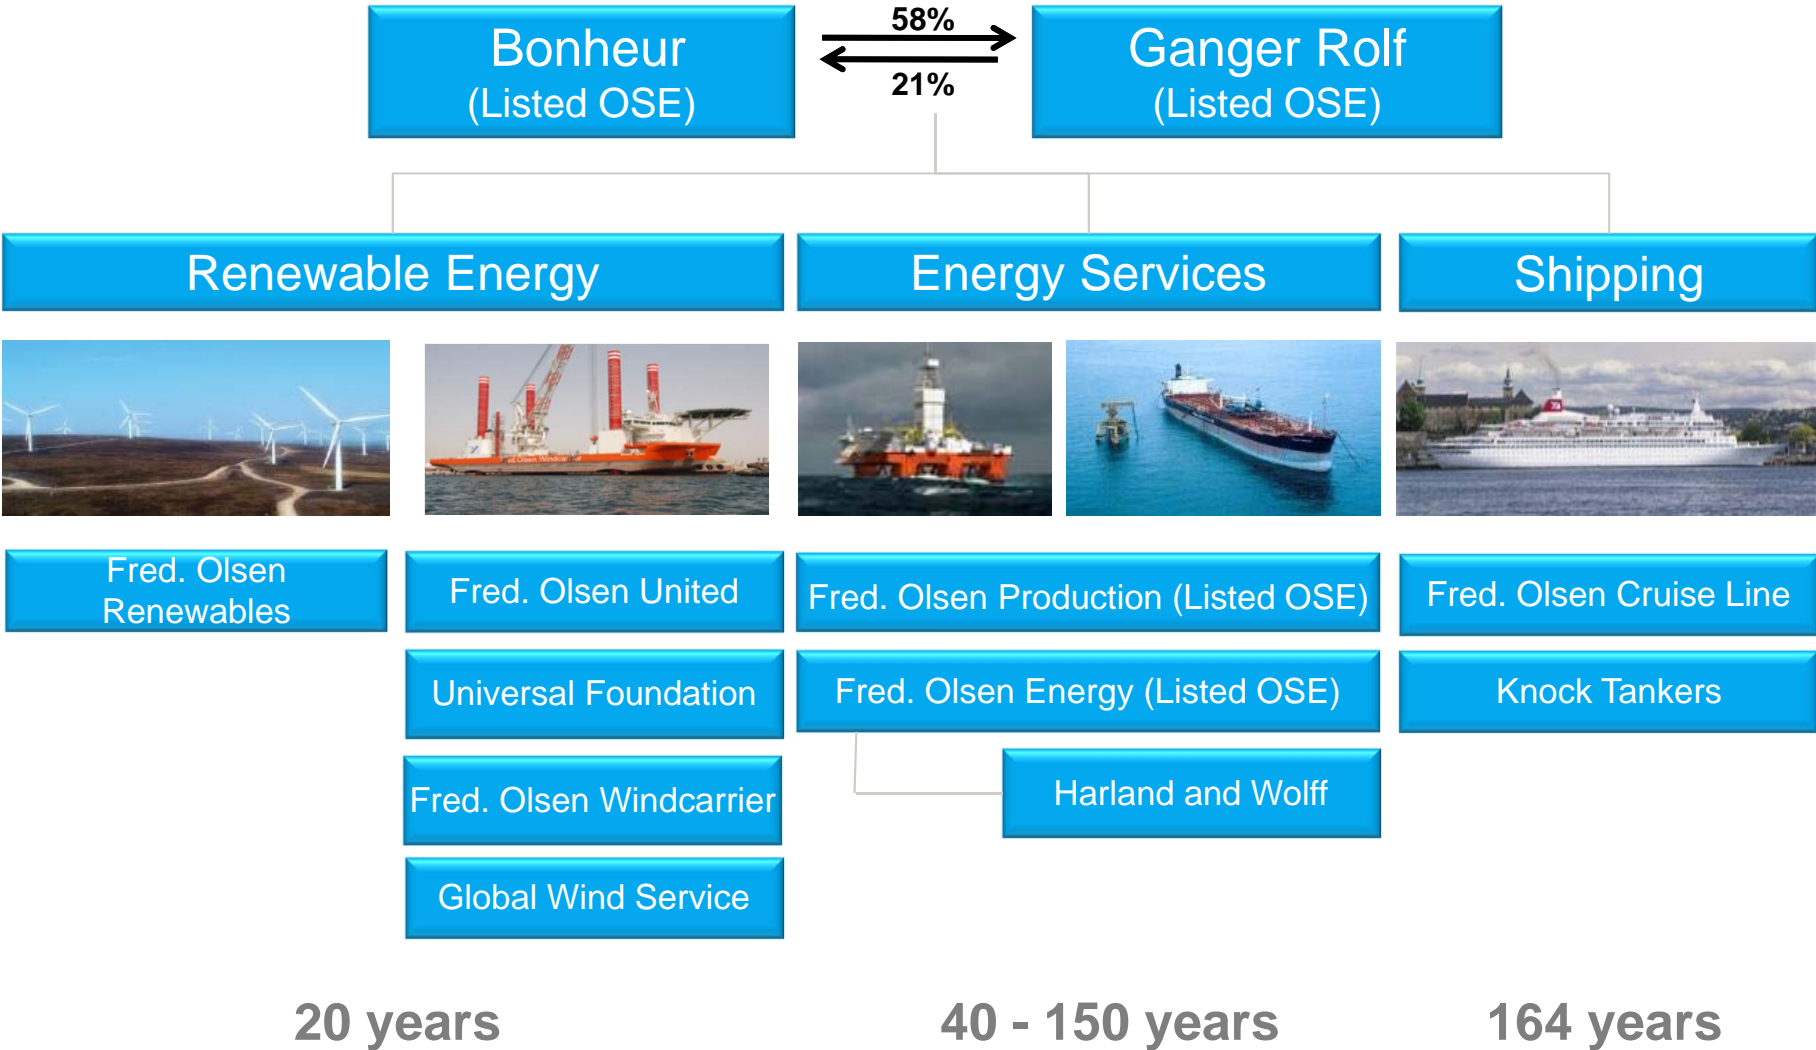 Bonheur
(Listed OSE)
58%
21%
Ganger Rolf
(Listed OSE)
Renewable Energy
Energy Services
Shipping
Fred. Olsen
Renewables
Fred. Olsen United
Fred. Olsen Production (Listed OSE)
Fred. Olsen Cruise Line
Universal Foundation
Fred. Olsen Energy (Listed OSE)
Knock Tankers
Fred. Olsen Windcarrier
Harland and Wolff
Global Wind Service
20 years
40 - 150 years
164 years